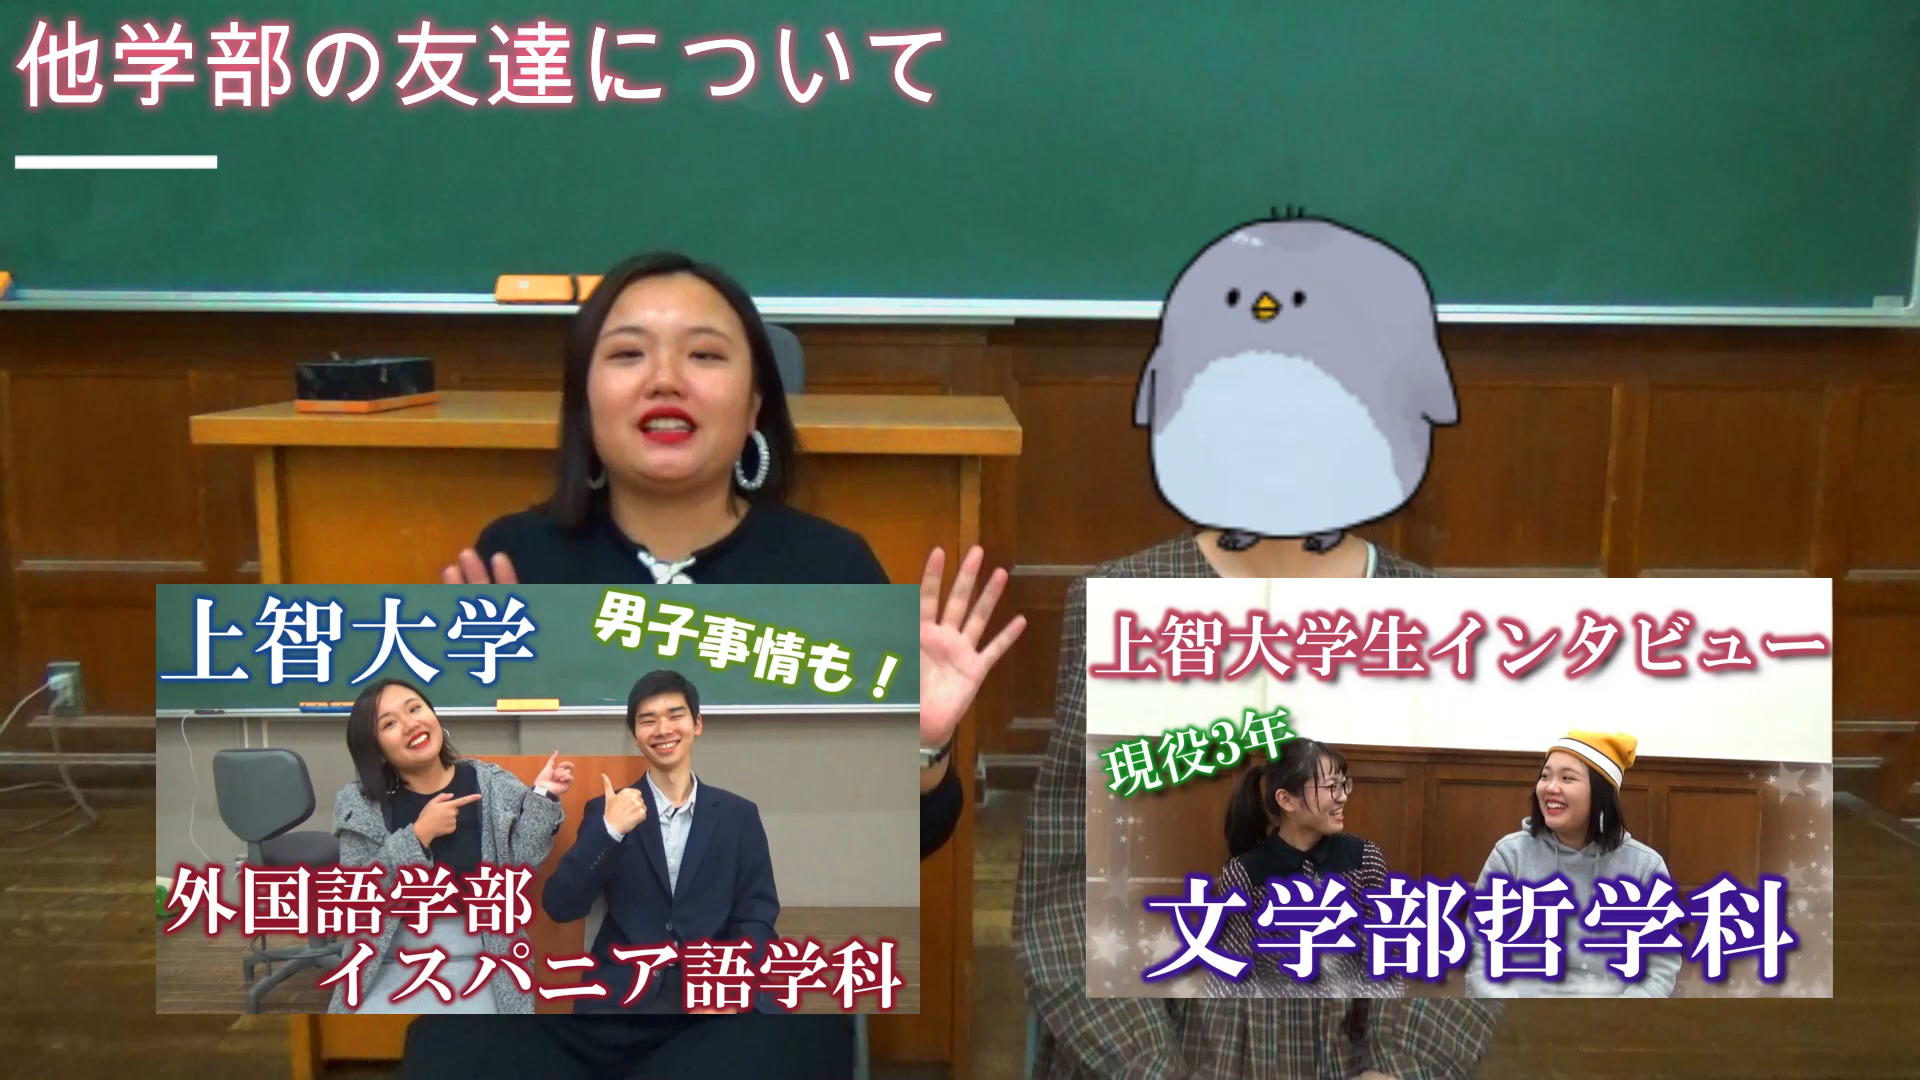 他学部の友達について
上智大学
男子事情も！
外国語学部
イスパニア語学科
上智大学生インタビュー
現役3年
文学部哲学科